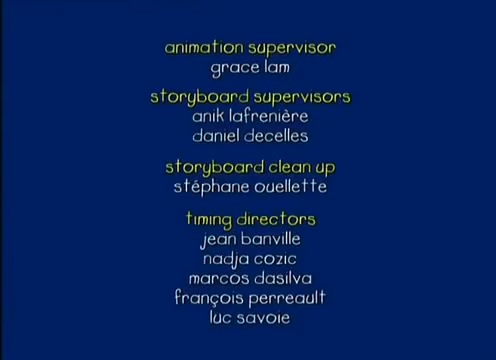 animation supervisor
grace lam
storyboard supervisors
anik lafrenière
daniel decelles
storyboard clean up
stéphane ouellette
timing directors
jean banville
nadja cozic
marcos dasilva
françois perreault
luc savoie